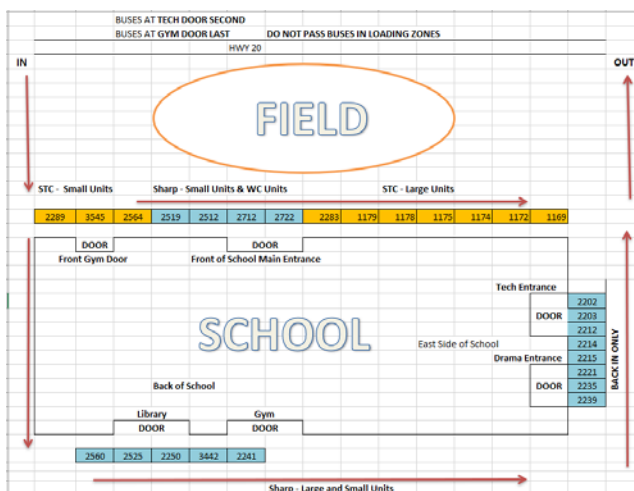 BUSES AT TECH DOOR SECOND
BUSES AT GYM DOOR LAST DO NOT PASS BUSES IN LOADING ZONES
HWY 20
IN OUT
FIELD
STC - Small Units Sharp - Small Units & WC Units STC - Large Units
2289 3545 2564 2519 2512 2712 2722 2283 1179 1178 1175 1174 1172 1169
DOOR DOOR
Front Gym Door Front of School Main Entrance
Tech Entrance
2202
DOOR 2203
2212
SCHOOL
East Side of School 2214
Drama Entrance 2215
2221
Back of School DOOR 2235
2239
BACK IN ONLY
Library Gym
DOOR DOOR
2560 2525 2250 3442 2241
Sharp - Large and Small Units